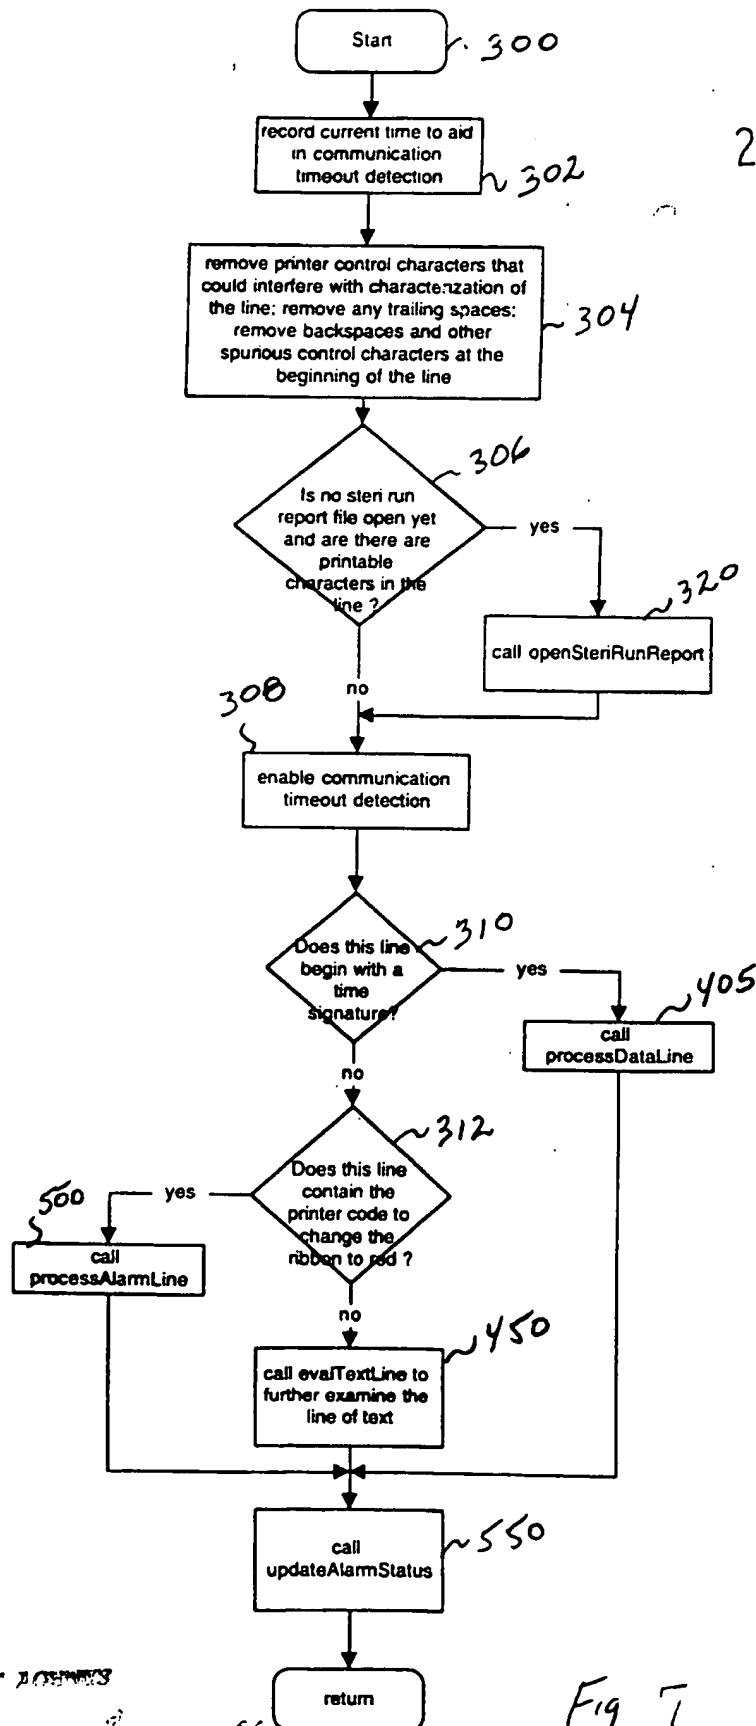 Start
300
record current time to aid
in communication
timeout detection
302
2
remove printer control characters that
could interfere with characterization of
the line; remove any trailing spaces;
remove backspaces and other
spurious control characters at the
beginning of the line
304
306
Is no steri run
report file open yet
and are there are
printable
characters in the
line ?
yes
320
call openSteriRunReport
no
308
enable communication
timeout detection
310
Does this line
begin with a
time
signature?
yes
405
call
processDataLine
no
312
Does this line
contain the
printer code to
change the
ribbon to red ?
yes
500
call
processAlarmLine
no
450
call evalTextLine to
further examine the
line of text
call
updateAlarmStatus
550
return
Fig 7